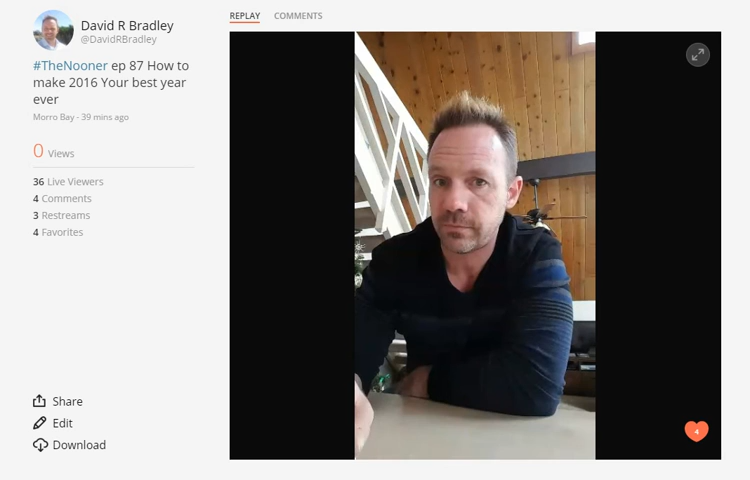 David R Bradley
@DavidRBradley
#TheNooner ep 87 How to
make 2016 Your best year
ever
Morro Bay - 39 mins ago
0 Views
36 Live Viewers
4 Comments
3 Restreams
4 Favorites
Share
Edit
Download
REPLAY COMMENTS
4